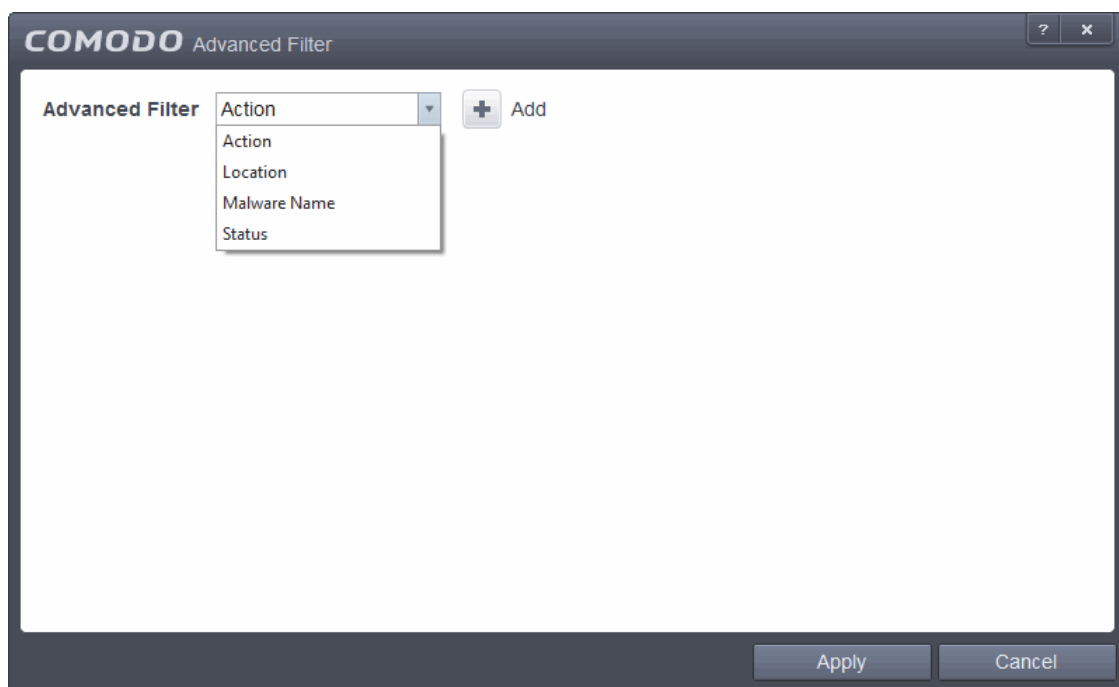 COMODO Advanced Filter
? x
Advanced Filter Action + Add
Action
Location
Malware Name
Status
Apply Cancel